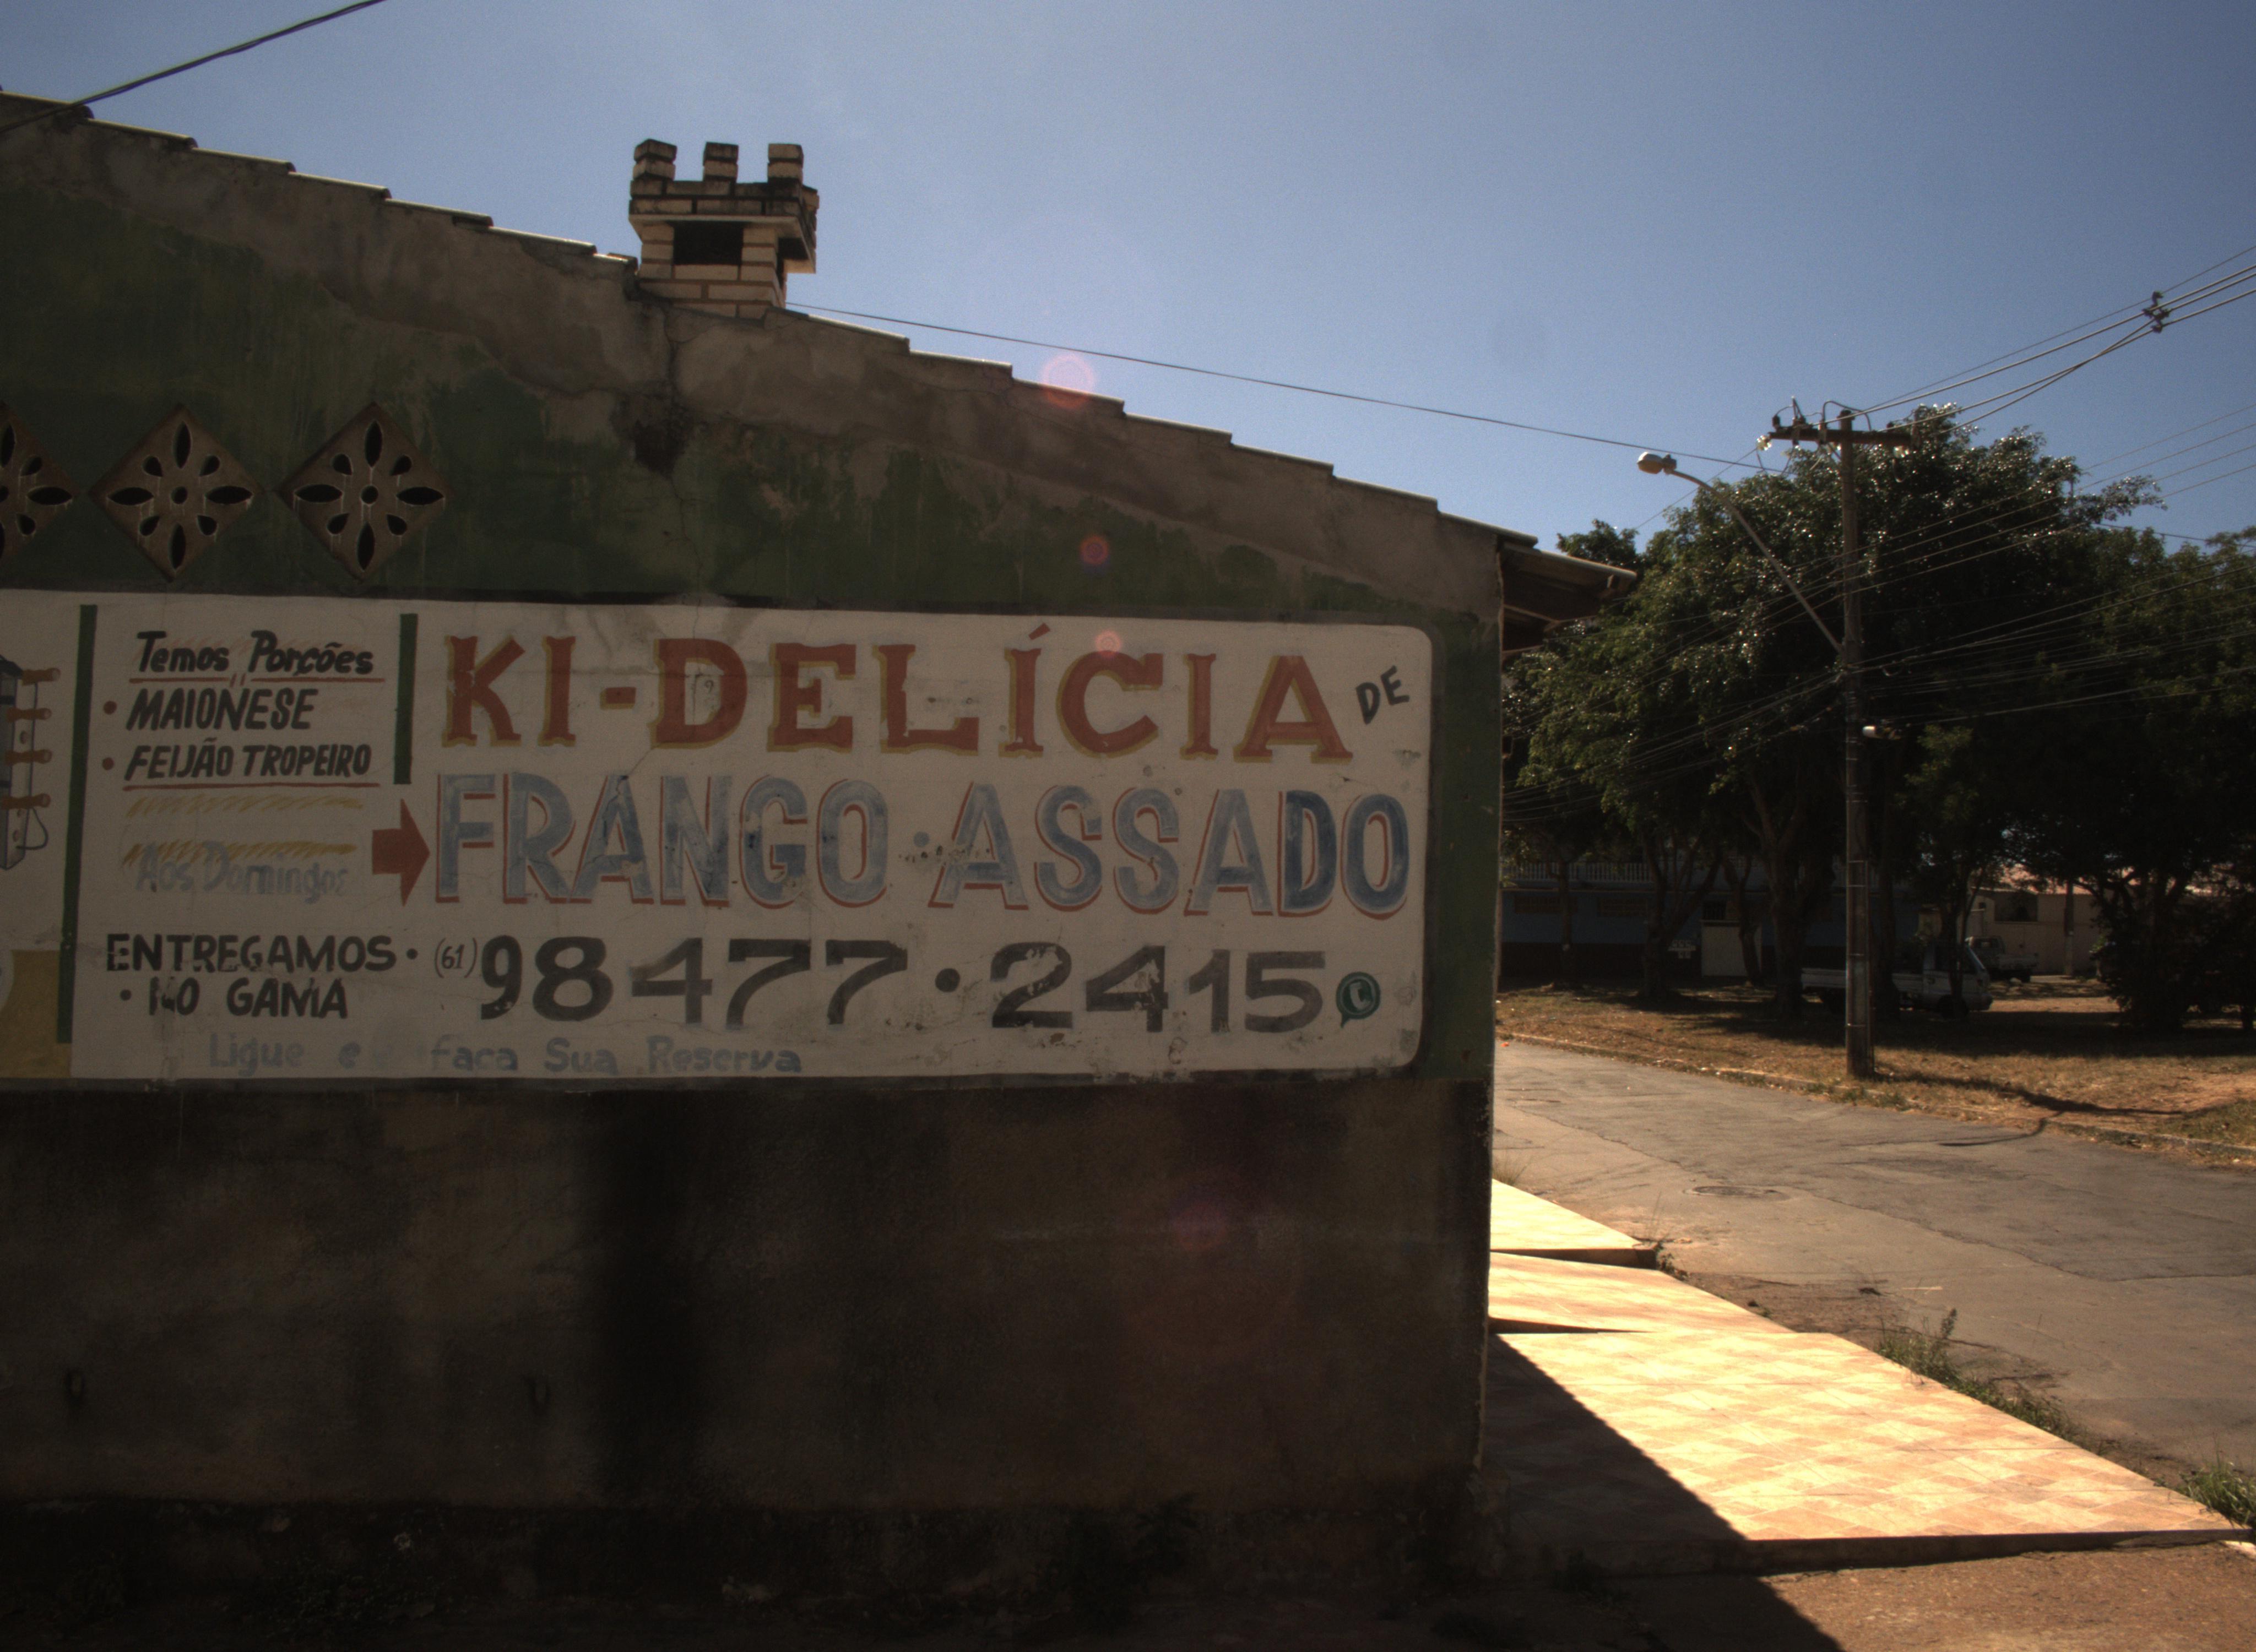 Temos Porções
• MAIONESE
• FEIJÃO TROPEIRO
Aos Domingos
KI-DELÍCIA DE
FRANGO•ASSADO
ENTREGAMOS•
• NO GAMA
(61) 98477•2415
Ligue e faça Sua Reserva